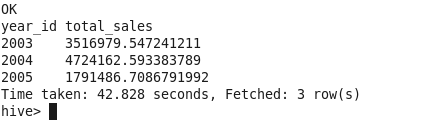 OK
year_id total_sales
2003    3516979.547241211
2004    4724162.593383789
2005    1791486.7086791992
Time taken: 42.828 seconds, Fetched: 3 row(s)
hive>